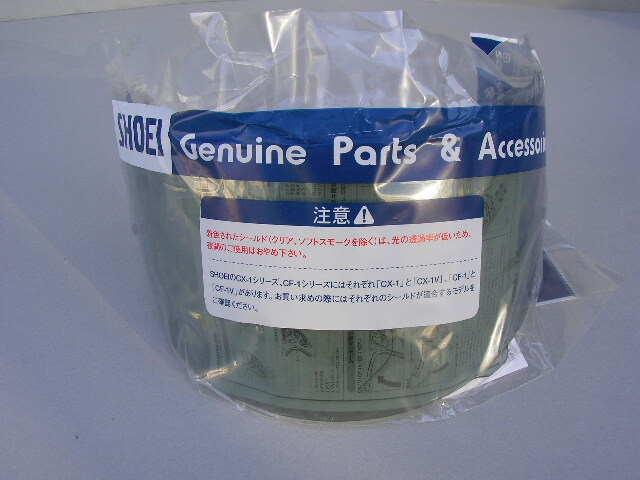 SHOEI Genuine Parts & Accessorie
注意
着色されたシールド(クリア、ソフトスモークを除く)は、光の透過率が低いため、
夜間のご使用はおやめ下さい。
SHOEIのCX-1シリーズ、CF-1シリーズにはそれぞれ「CX-1」と「CX-1V」、「CF-1」と
「CF-1V」があります。お買い求めの際にはそれぞれのシールドが適合するモデルを
ご確認ください。